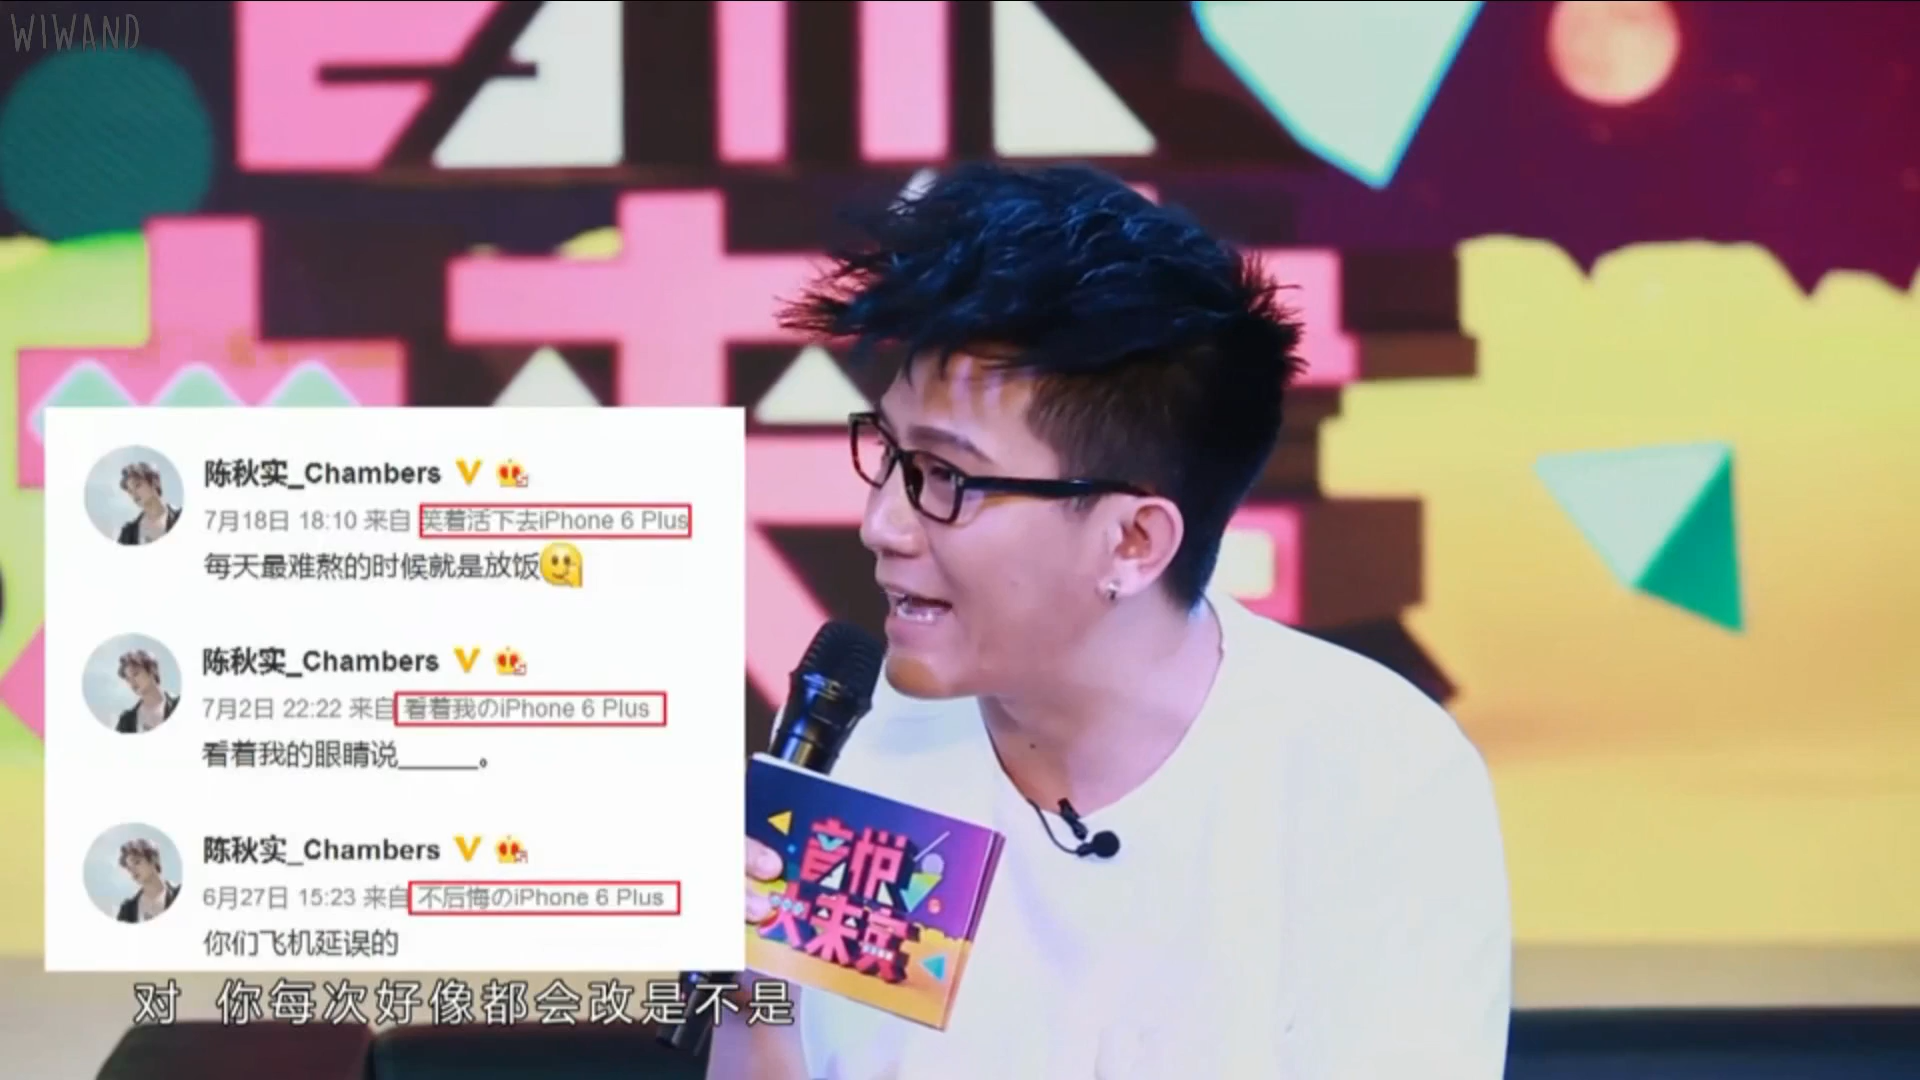 WIWAND
陈秋实_Chambers
7月18日 18:10 来自 笑着活下去iPhone 6 Plus
每天最难熬的时候就是放饭
陈秋实_Chambers
7月2日 22:22 来自 看着我のiPhone 6 Plus
看着我的眼睛说______。
陈秋实_Chambers
6月27日 15:23 来自 不后悔のiPhone 6 Plus
你们飞机延误的
音悦
大来宾
对 你每次好像都会改是不是